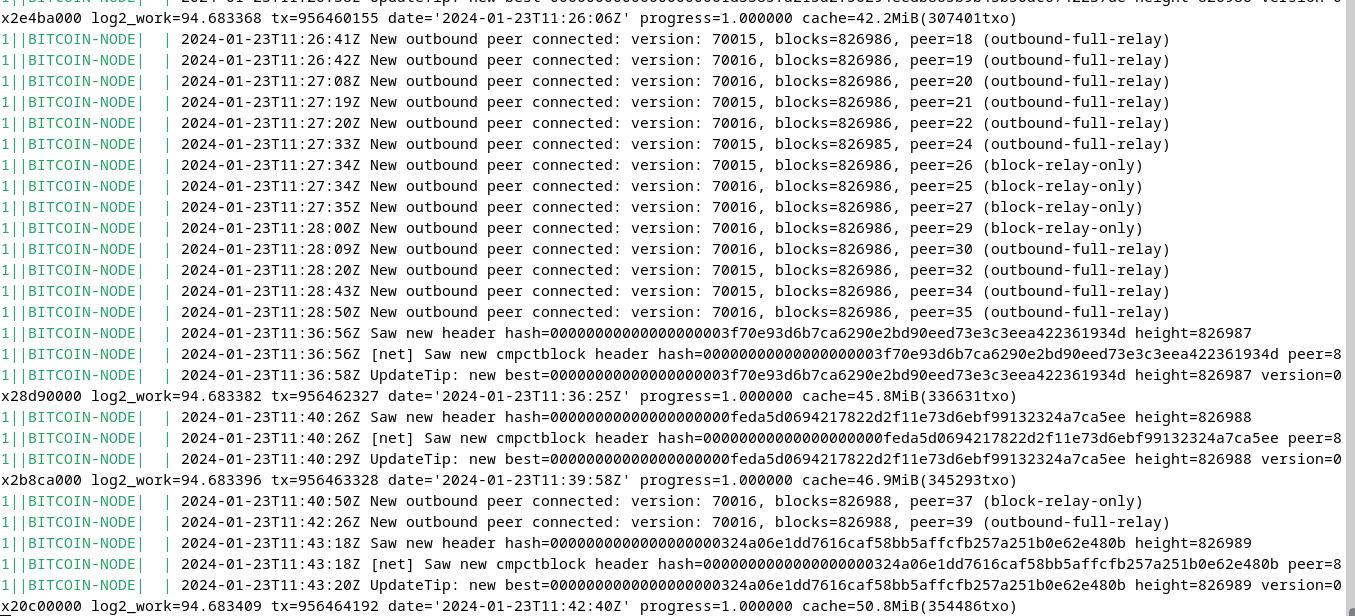 x2e4ba000 log2_work=94.683368 tx=956460155 date='2024-01-23T11:26:06Z' progress=1.000000 cache=42.2MiB(307401txo)
1||BITCOIN-NODE|  | 2024-01-23T11:26:41Z New outbound peer connected: version: 70015, blocks=826986, peer=18 (outbound-full-relay)
1||BITCOIN-NODE|  | 2024-01-23T11:26:42Z New outbound peer connected: version: 70016, blocks=826986, peer=19 (outbound-full-relay)
1||BITCOIN-NODE|  | 2024-01-23T11:27:08Z New outbound peer connected: version: 70016, blocks=826986, peer=20 (outbound-full-relay)
1||BITCOIN-NODE|  | 2024-01-23T11:27:19Z New outbound peer connected: version: 70015, blocks=826986, peer=21 (outbound-full-relay)
1||BITCOIN-NODE|  | 2024-01-23T11:27:20Z New outbound peer connected: version: 70016, blocks=826986, peer=22 (outbound-full-relay)
1||BITCOIN-NODE|  | 2024-01-23T11:27:33Z New outbound peer connected: version: 70015, blocks=826985, peer=24 (outbound-full-relay)
1||BITCOIN-NODE|  | 2024-01-23T11:27:34Z New outbound peer connected: version: 70015, blocks=826986, peer=26 (block-relay-only)
1||BITCOIN-NODE|  | 2024-01-23T11:27:34Z New outbound peer connected: version: 70016, blocks=826986, peer=25 (block-relay-only)
1||BITCOIN-NODE|  | 2024-01-23T11:27:35Z New outbound peer connected: version: 70016, blocks=826986, peer=27 (block-relay-only)
1||BITCOIN-NODE|  | 2024-01-23T11:28:00Z New outbound peer connected: version: 70016, blocks=826986, peer=29 (block-relay-only)
1||BITCOIN-NODE|  | 2024-01-23T11:28:09Z New outbound peer connected: version: 70016, blocks=826986, peer=30 (outbound-full-relay)
1||BITCOIN-NODE|  | 2024-01-23T11:28:20Z New outbound peer connected: version: 70015, blocks=826986, peer=32 (outbound-full-relay)
1||BITCOIN-NODE|  | 2024-01-23T11:28:43Z New outbound peer connected: version: 70015, blocks=826986, peer=34 (outbound-full-relay)
1||BITCOIN-NODE|  | 2024-01-23T11:28:50Z New outbound peer connected: version: 70016, blocks=826986, peer=35 (outbound-full-relay)
1||BITCOIN-NODE|  | 2024-01-23T11:36:56Z Saw new header hash=00000000000000000003f70e93d6b7ca6290e2bd90eed73e3c3eea422361934d height=826987
1||BITCOIN-NODE|  | 2024-01-23T11:36:56Z [net] Saw new cmpctblock header hash=00000000000000000003f70e93d6b7ca6290e2bd90eed73e3c3eea422361934d peer=8
1||BITCOIN-NODE|  | 2024-01-23T11:36:58Z UpdateTip: new best=00000000000000000003f70e93d6b7ca6290e2bd90eed73e3c3eea422361934d height=826987 version=0
x28d90000 log2_work=94.683382 tx=956462327 date='2024-01-23T11:36:25Z' progress=1.000000 cache=45.8MiB(336631txo)
1||BITCOIN-NODE|  | 2024-01-23T11:40:26Z Saw new header hash=00000000000000000000feda5d0694217822d2f11e73d6ebf99132324a7ca5ee height=826988
1||BITCOIN-NODE|  | 2024-01-23T11:40:26Z [net] Saw new cmpctblock header hash=00000000000000000000feda5d0694217822d2f11e73d6ebf99132324a7ca5ee peer=8
1||BITCOIN-NODE|  | 2024-01-23T11:40:29Z UpdateTip: new best=00000000000000000000feda5d0694217822d2f11e73d6ebf99132324a7ca5ee height=826988 version=0
x2b8ca000 log2_work=94.683396 tx=956463328 date='2024-01-23T11:39:58Z' progress=1.000000 cache=46.9MiB(345293txo)
1||BITCOIN-NODE|  | 2024-01-23T11:40:50Z New outbound peer connected: version: 70016, blocks=826988, peer=37 (block-relay-only)
1||BITCOIN-NODE|  | 2024-01-23T11:42:26Z New outbound peer connected: version: 70016, blocks=826988, peer=39 (outbound-full-relay)
1||BITCOIN-NODE|  | 2024-01-23T11:43:18Z Saw new header hash=0000000000000000000324a06e1dd7616caf58bb5affcfb257a251b0e62e480b height=826989
1||BITCOIN-NODE|  | 2024-01-23T11:43:18Z [net] Saw new cmpctblock header hash=0000000000000000000324a06e1dd7616caf58bb5affcfb257a251b0e62e480b peer=8
1||BITCOIN-NODE|  | 2024-01-23T11:43:20Z UpdateTip: new best=0000000000000000000324a06e1dd7616caf58bb5affcfb257a251b0e62e480b height=826989 version=0
x20c00000 log2_work=94.683409 tx=956464192 date='2024-01-23T11:42:40Z' progress=1.000000 cache=50.8MiB(354486txo)